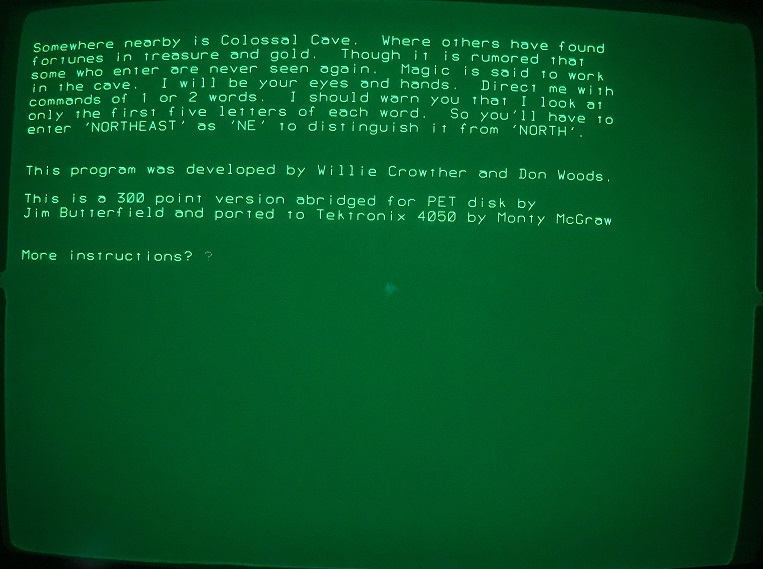 Somewhere nearby is Colossal Cave.  Where others have found
fortunes in treasure and gold.  Though it is rumored that
some who enter are never seen again.  Magic is said to work
in the cave.  I will be your eyes and hands.  Direct me with
commands of 1 or 2 words.  I should warn you that I look at
only the first five letters of each word.  So you'll have to
enter 'NORTHEAST' as 'NE' to distinguish it from 'NORTH'.
This program was developed by Willie Crowther and Don Woods.
This is a 300 point version abridged for PET disk by
Jim Butterfield and ported to Tektronix 4050 by Monty McGraw
More instructions? ?